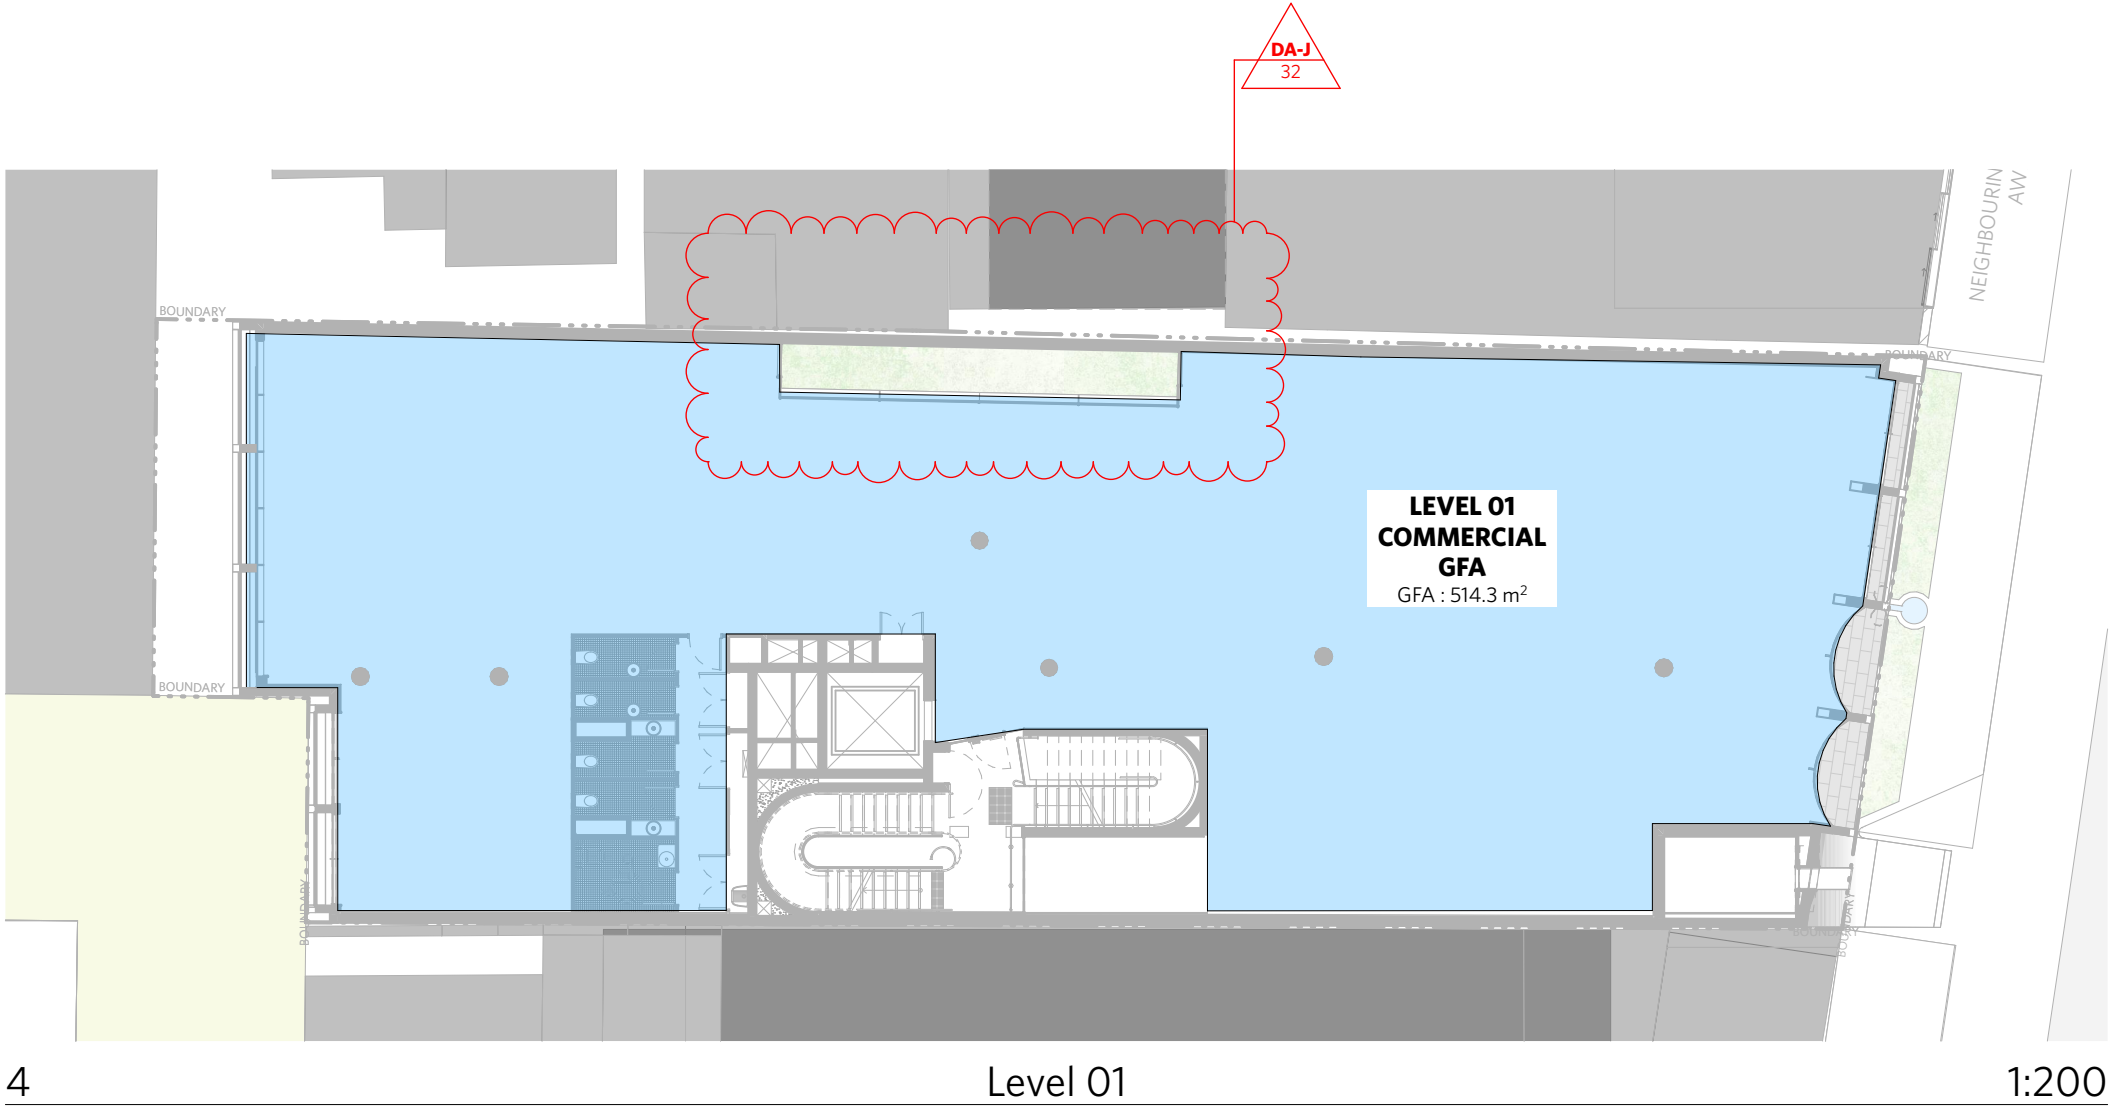 DA-J
32
NEIGHBOURIN
AW
BOUNDARY
BOUNDARY
LEVEL 01
COMMERCIAL
GFA
GFA : 514.3 m²
BOUNDARY
BOUNDARY
BOUNDARY
BOUNDARY
4
Level 01
1:200